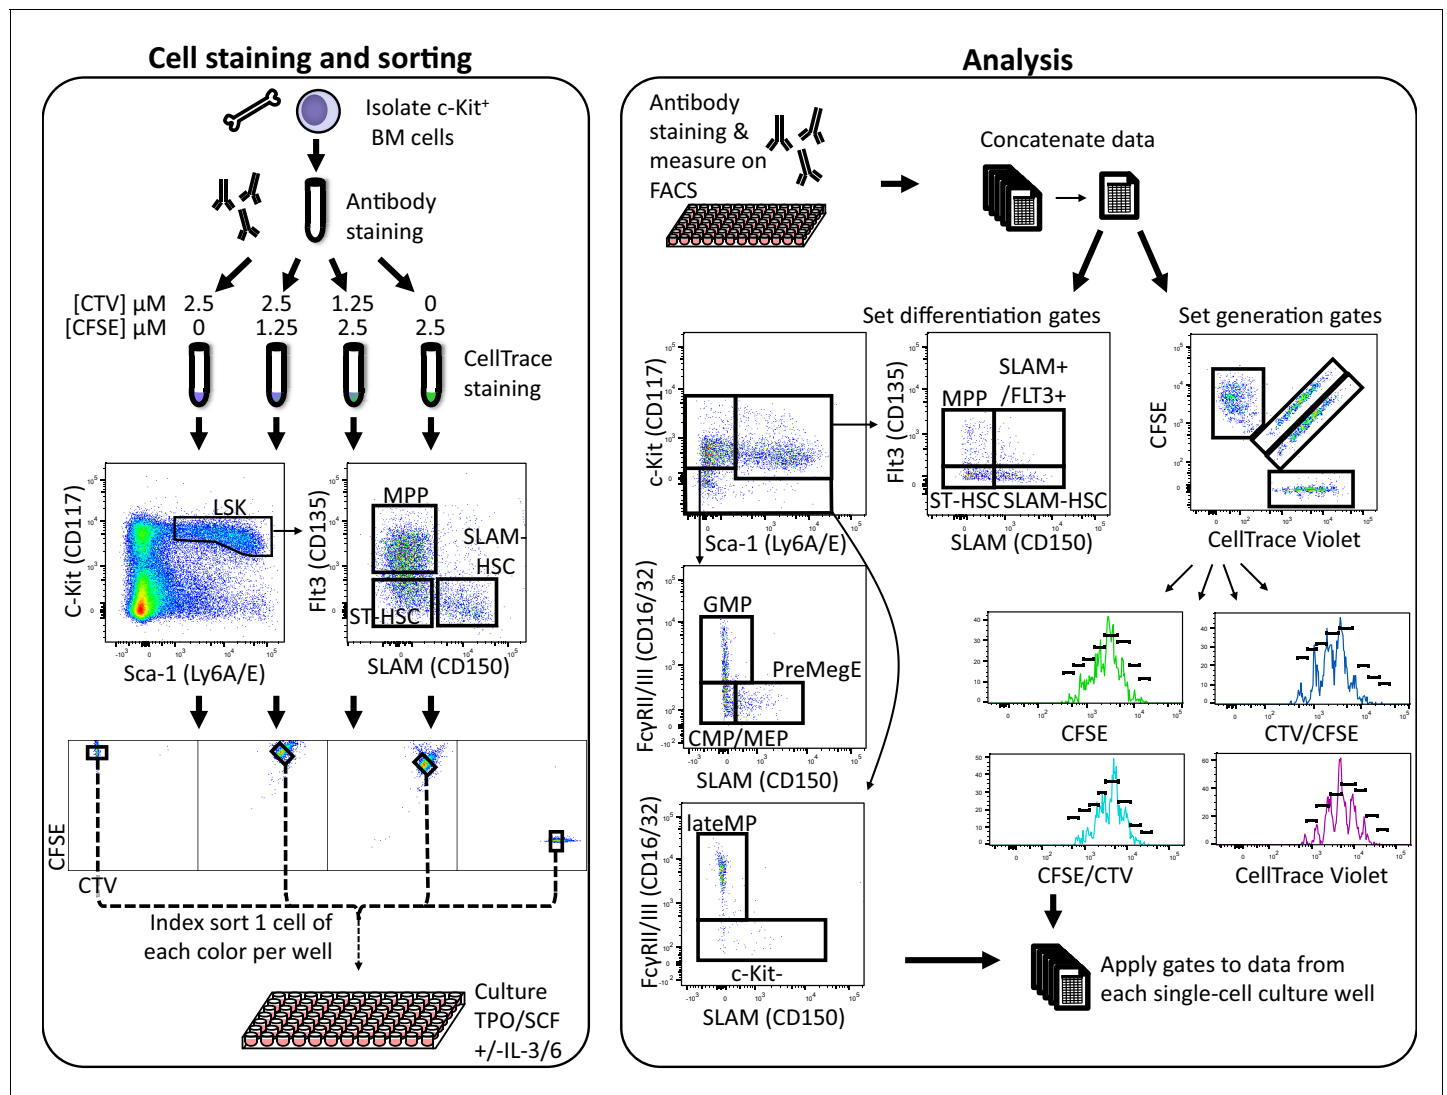 Cell staining and sorting
Isolate c-Kit⁺
BM cells
Antibody
staining
[CTV] µM 2.5 2.5 1.25 0
[CFSE] µM 0 1.25 2.5 2.5
CellTrace
staining
C-Kit (CD117)
LSK
Sca-1 (Ly6A/E)
Flt3 (CD135)
MPP
SLAM-
HSC
ST-HSC
SLAM (CD150)
CFSE
CTV
Index sort 1 cell of
each color per well
Culture
TPO/SCF
+/-IL-3/6
Analysis
Antibody
staining &
measure on
FACS
Concatenate data
Set differentiation gates
Set generation gates
c-Kit (CD117)
Sca-1 (Ly6A/E)
Flt3 (CD135)
MPP
SLAM+
/FLT3+
ST-HSC
SLAM-HSC
SLAM (CD150)
CFSE
CellTrace Violet
FcγRII/III (CD16/32)
GMP
PreMegE
CMP/MEP
SLAM (CD150)
FcγRII/III (CD16/32)
lateMP
c-Kit-
SLAM (CD150)
CFSE
CTV/CFSE
CFSE/CTV
CellTrace Violet
Apply gates to data from
each single-cell culture well